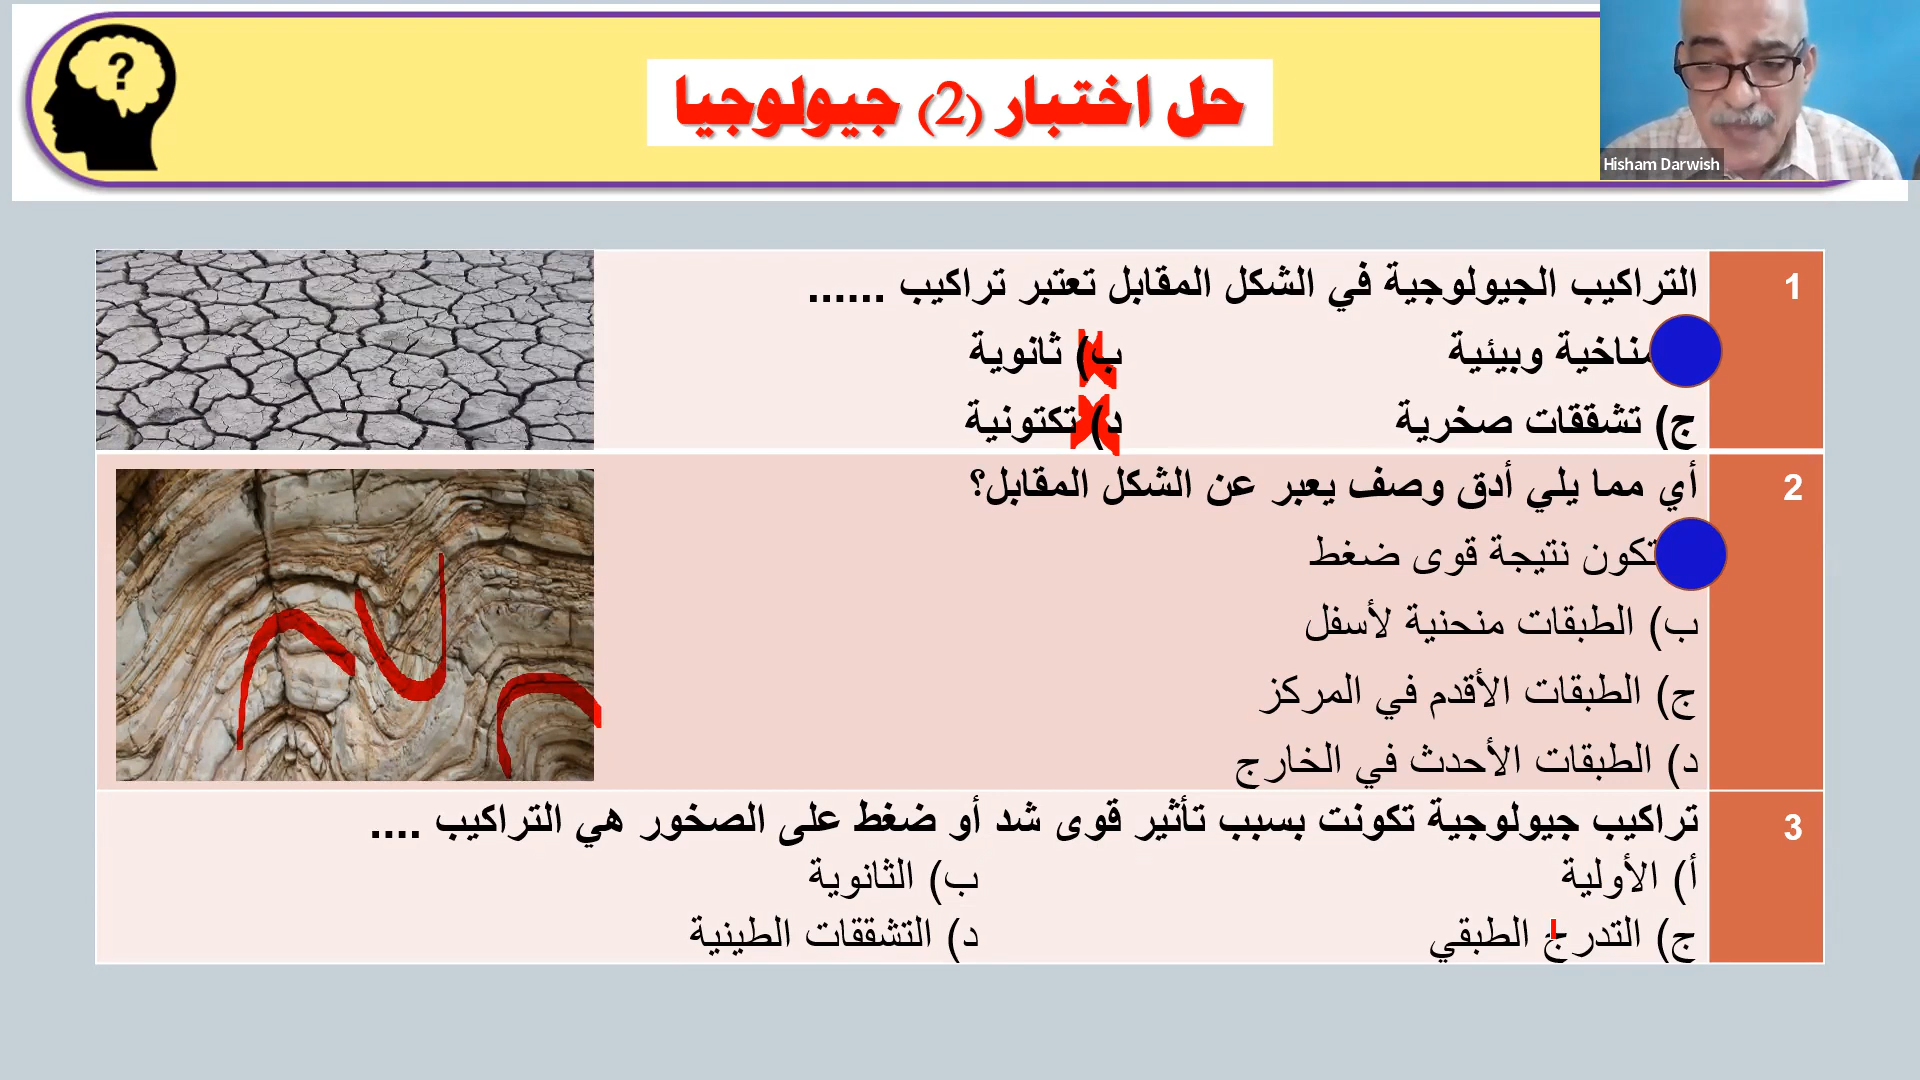 حل اختبار (2) جيولوجيا
Hisham Darwish
1
التراكيب الجيولوجية في الشكل المقابل تعتبر تراكيب ......
مناخية وبيئية
ب) ثانوية
ج) تشققات صخرية
د) تكتونية
2
أي مما يلي أدق وصف يعبر عن الشكل المقابل؟
تكون نتيجة قوى ضغط
ب) الطبقات منحنية لأسفل
ج) الطبقات الأقدم في المركز
د) الطبقات الأحدث في الخارج
3
تراكيب جيولوجية تكونت بسبب تأثير قوى شد أو ضغط على الصخور هي التراكيب ....
أ) الأولية
ب) الثانوية
ج) التدرج الطبقي
د) التشققات الطينية